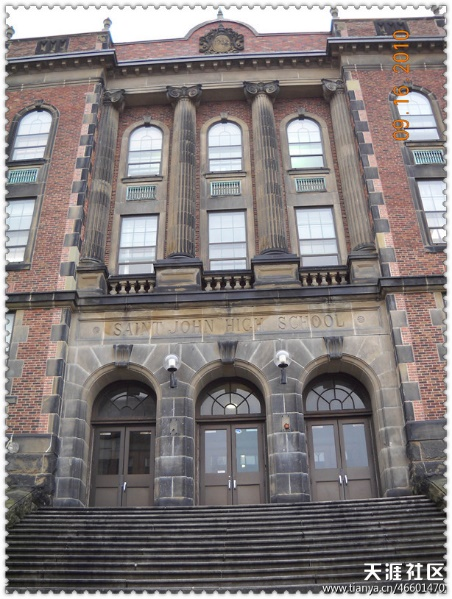 SAINT JOHN HIGH SCHOOL
09.16.2010
天涯社区
www.tianya.cn/46601470